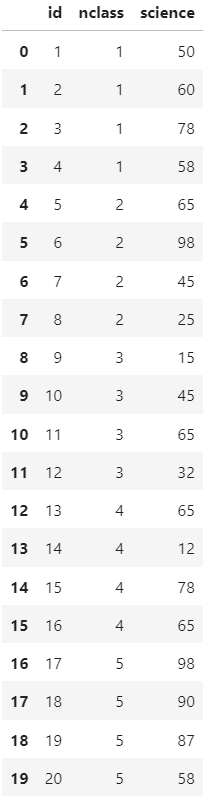 id nclass science
0 1 1 50
1 2 1 60
2 3 1 78
3 4 1 58
4 5 2 65
5 6 2 98
6 7 2 45
7 8 2 25
8 9 3 15
9 10 3 45
10 11 3 65
11 12 3 32
12 13 4 65
13 14 4 12
14 15 4 78
15 16 4 65
16 17 5 98
17 18 5 90
18 19 5 87
19 20 5 58